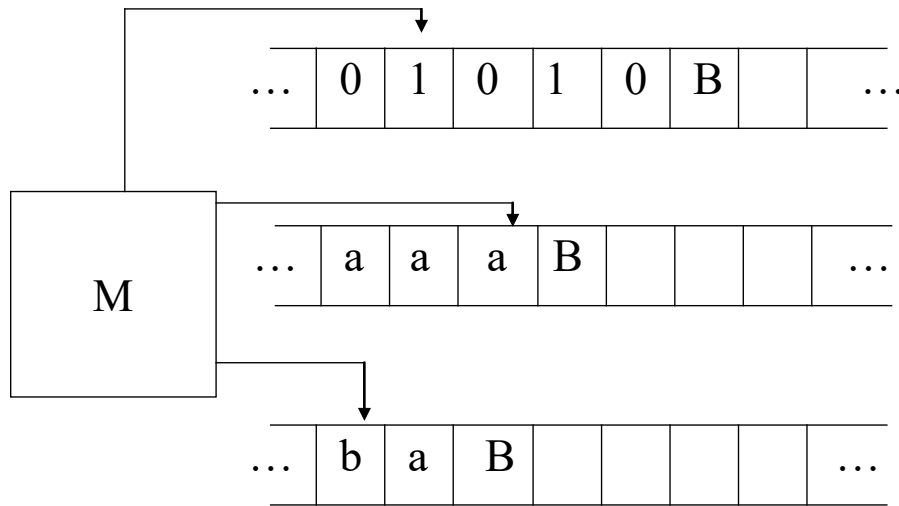 … 0 1 0 1 0 B …
… a a a B …
M
… b a B …